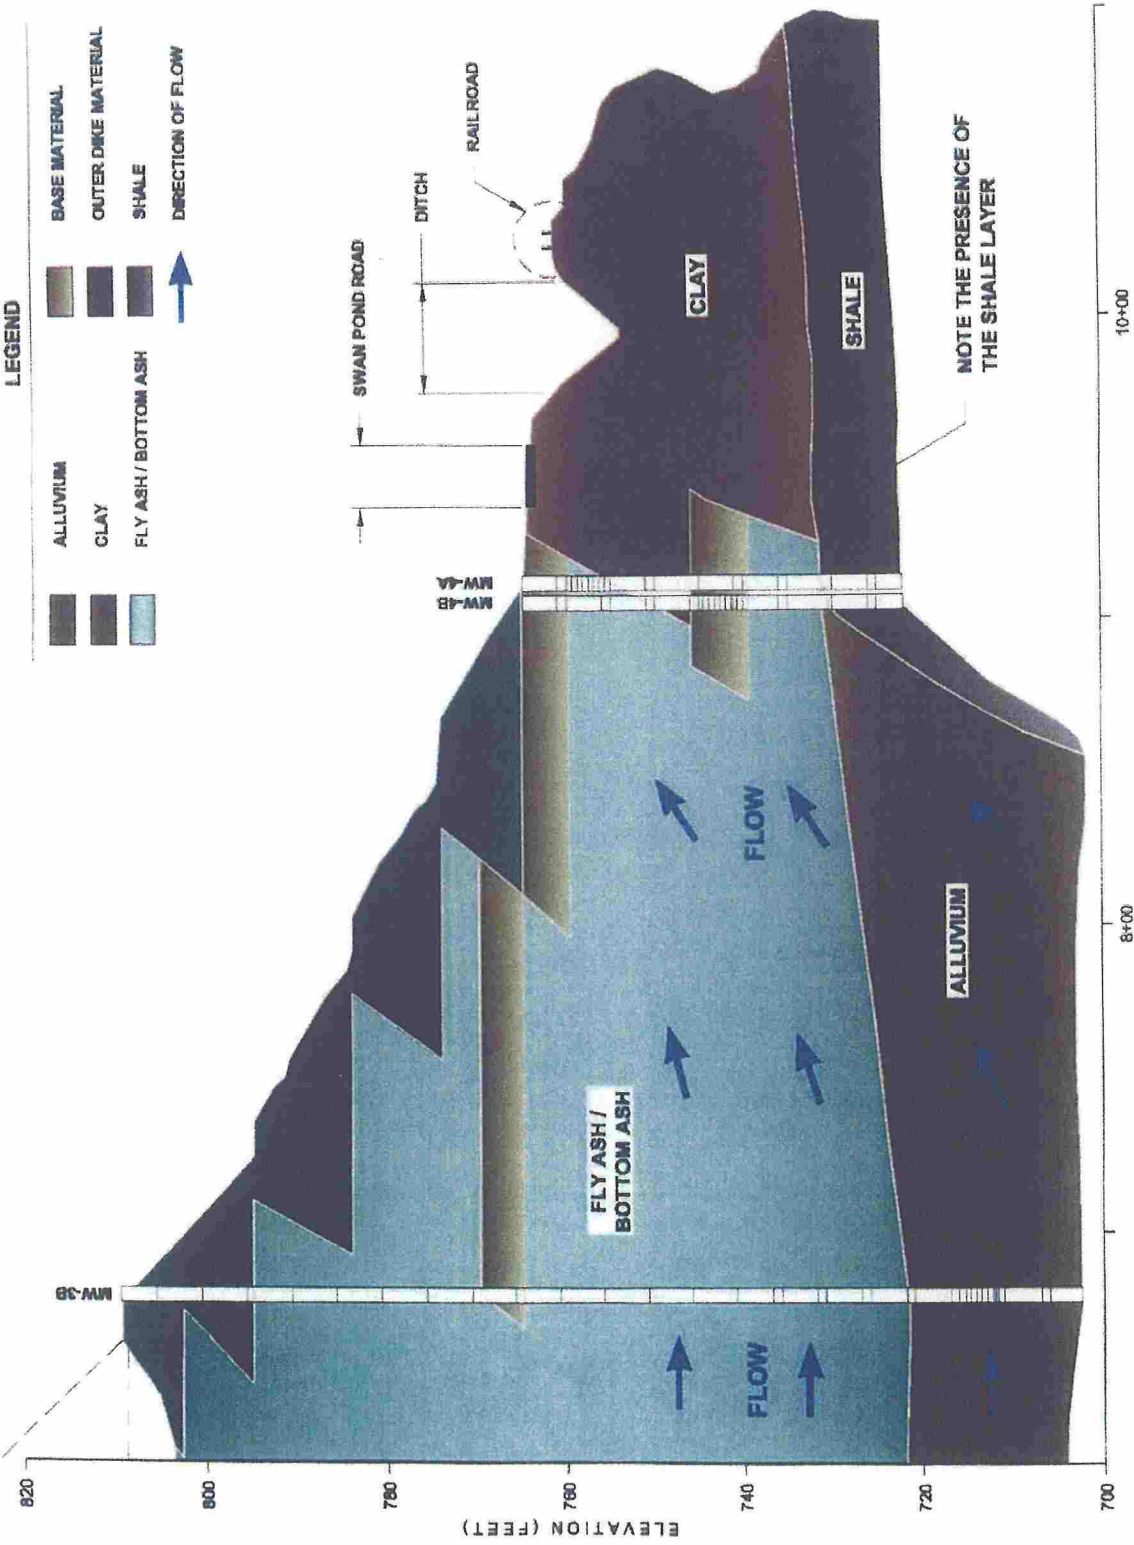 LEGEND
ALLUVIUM
CLAY
FLY ASH / BOTTOM ASH
BASE MATERIAL
OUTER DIKE MATERIAL
SHALE
DIRECTION OF FLOW
SWAN POND ROAD
DITCH
RAILROAD
MW-3B
MW-4B
MW-4A
FLY ASH /
BOTTOM ASH
FLOW
FLOW
ALLUVIUM
CLAY
SHALE
NOTE THE PRESENCE OF
THE SHALE LAYER
ELEVATION (FEET)
820
800
780
760
740
720
700
8+00
10+00